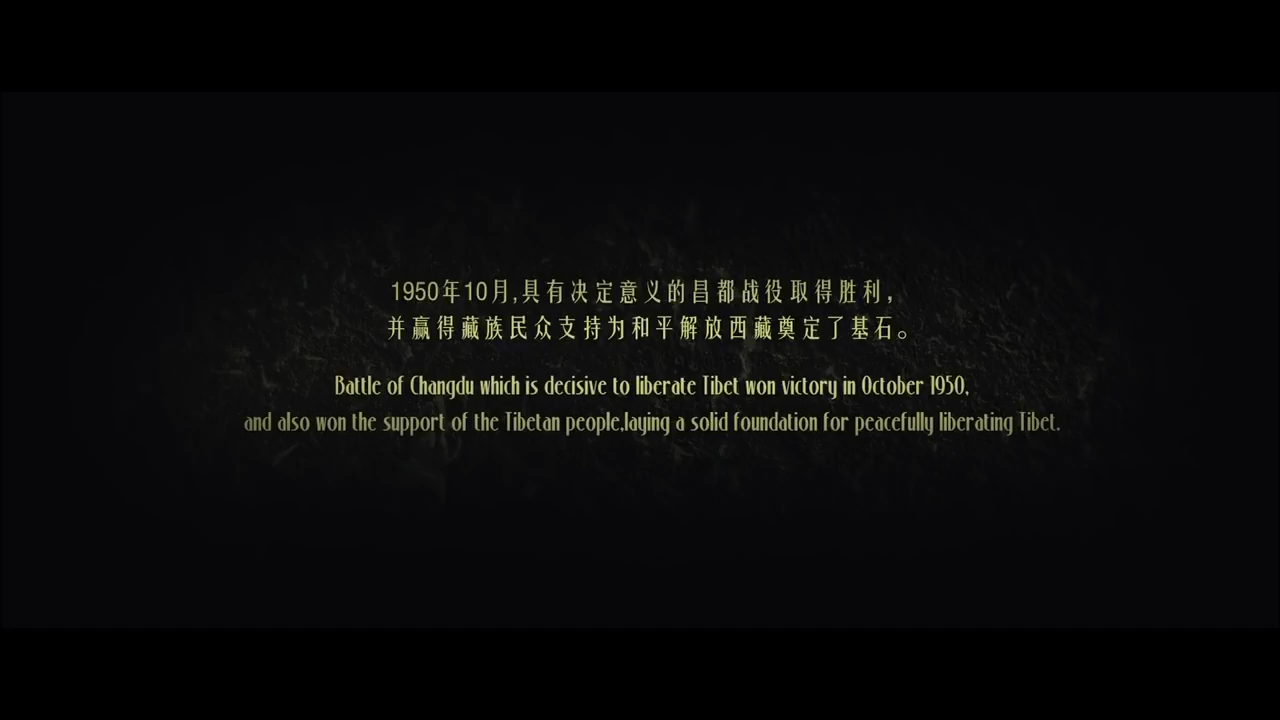 1950年10月,具有决定意义的昌都战役取得胜利，
并赢得藏族民众支持为和平解放西藏奠定了基石。
Battle of Changdu which is decisive to liberate Tibet won victory in October 1950,
and also won the support of the Tibetan people,laying a solid foundation for peacefully liberating Tibet.